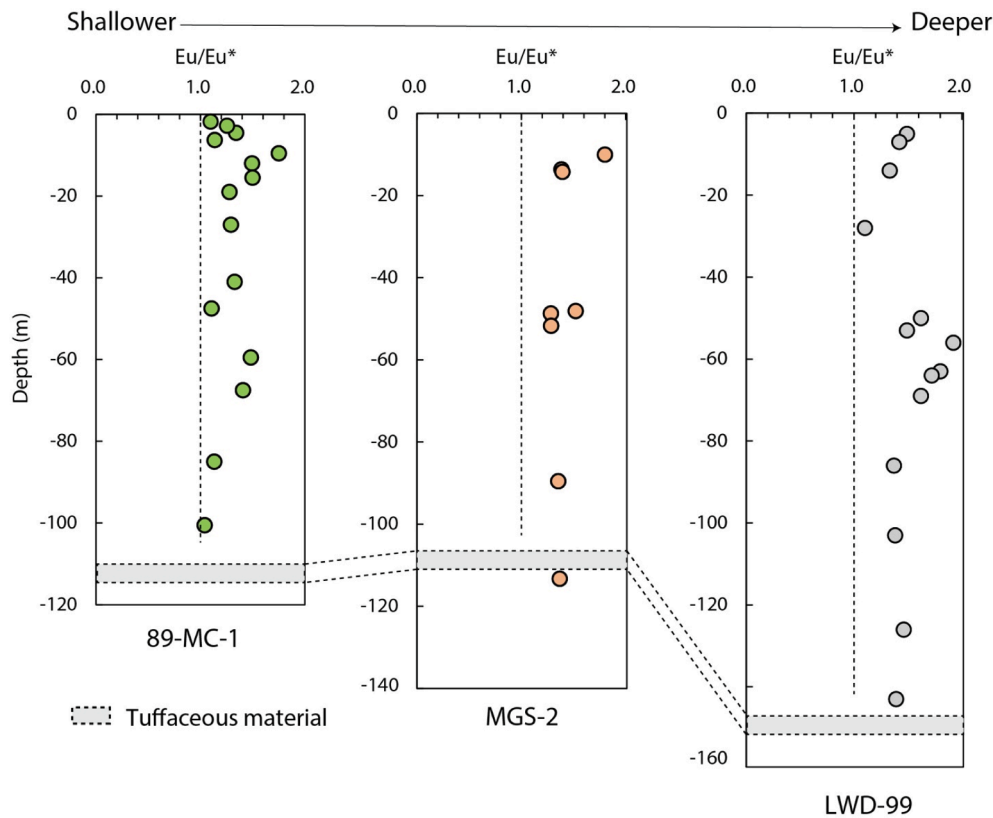 Shallower Deeper
Eu/Eu* Eu/Eu* Eu/Eu*
0.0 1.0 2.0 0.0 1.0 2.0 0.0 1.0 2.0
0 0 0
-20 -20 -20
-40 -40 -40
-60 -60 -60
Depth (m)
-80 -80 -80
-100 -100 -100
-120 -120 -120
89-MC-1
-140
Tuffaceous material
MGS-2
-160
LWD-99